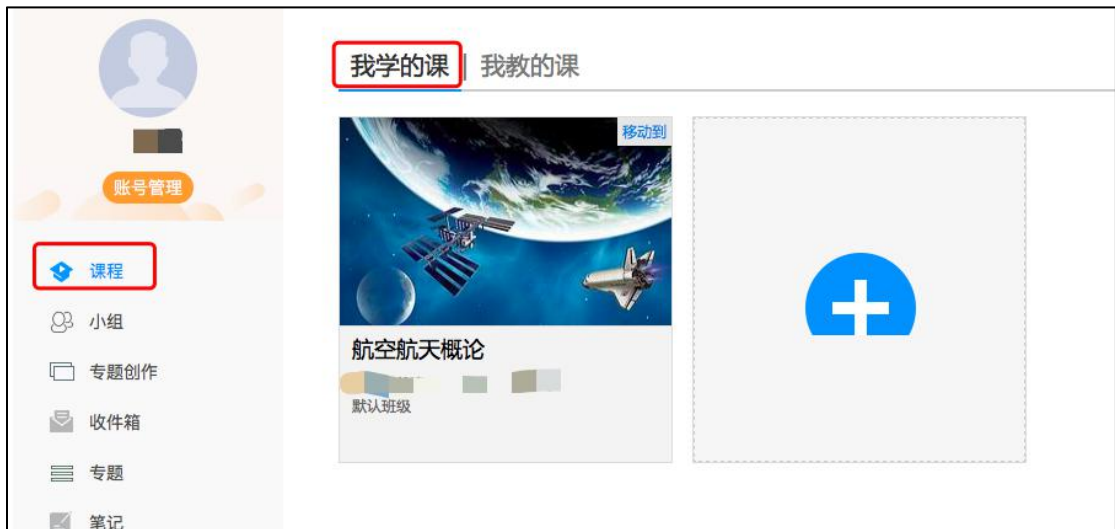 我学的课 | 我教的课
账号管理
课程
小组
专题创作
收件箱
专题
笔记
移动到
航空航天概论
默认班级